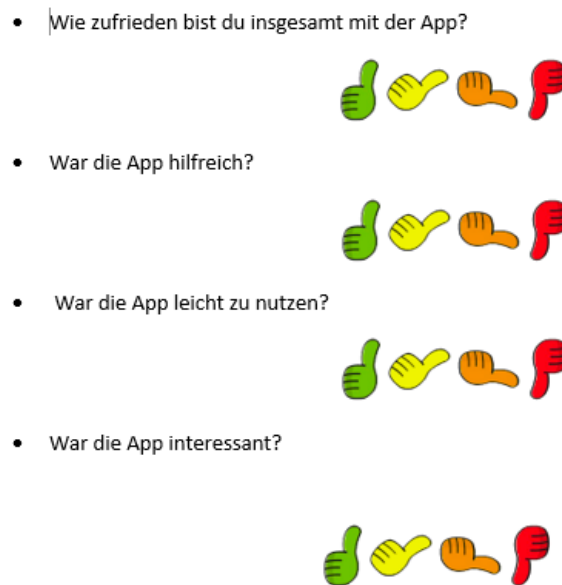 • Wie zufrieden bist du insgesamt mit der App?
• War die App hilfreich?
• War die App leicht zu nutzen?
• War die App interessant?